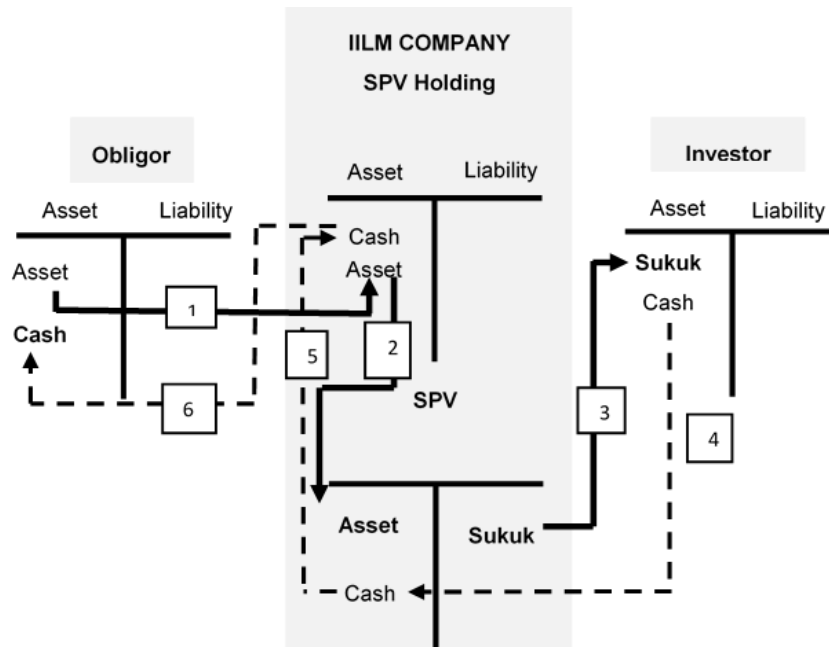 IILM COMPANY
SPV Holding
Obligor
Investor
Asset Liability
Asset Liability
Asset Liability
Cash
Asset
Asset
Cash
Sukuk
Cash
1
2
5
3
4
6
SPV
Asset
Sukuk
Cash